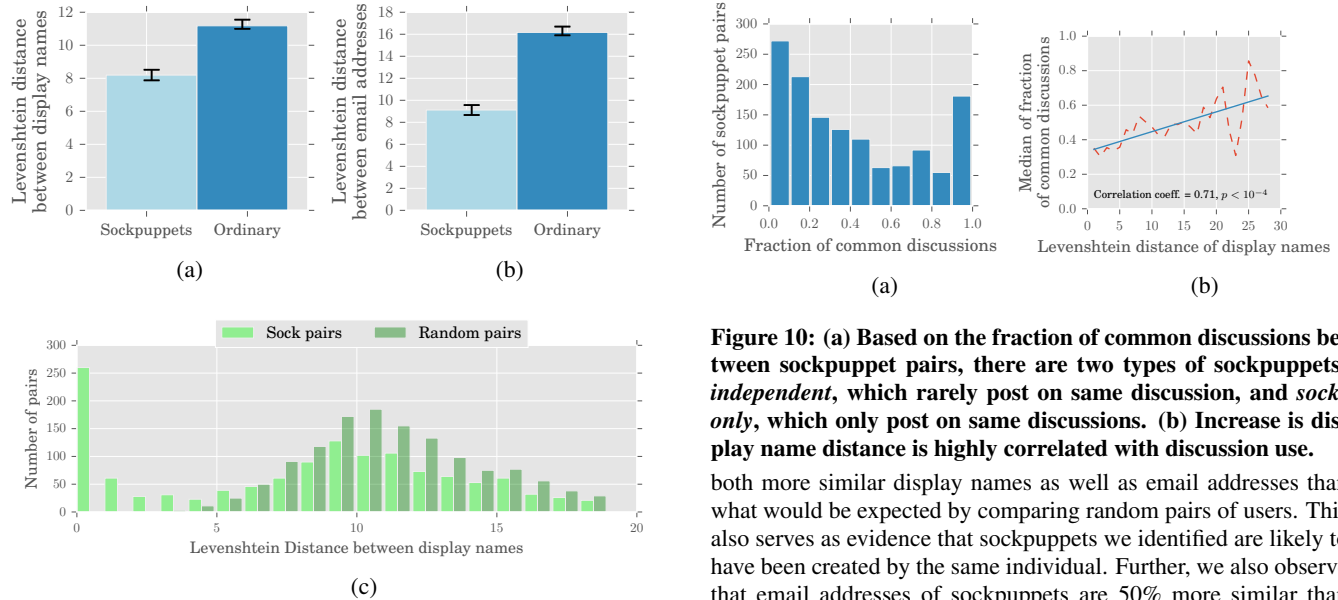 Levenshtein distance
between display names
12
10
8
6
4
2
0
Sockpuppets Ordinary
(a)
Levenshtein distance
between email addresses
18
16
14
12
10
8
6
4
2
0
Sockpuppets Ordinary
(b)
Sock pairs Random pairs
Number of pairs
300
250
200
150
100
50
0
0 5 10 15 20
Levenshtein Distance between display names
(c)
Number of sockpuppet pairs
300
250
200
150
100
50
0
0.0 0.2 0.4 0.6 0.8 1.0
Fraction of common discussions
(a)
Median of fraction
of common discussions
1.0
0.8
0.6
0.4
0.2
0.0
Correlation coeff. = 0.71, p < 10⁻⁴
0 5 10 15 20 25 30
Levenshtein distance of display names
(b)
Figure 10: (a) Based on the fraction of common discussions be
tween sockpuppet pairs, there are two types of sockpuppets
independent, which rarely post on same discussion, and sock
only, which only post on same discussions. (b) Increase is dis
play name distance is highly correlated with discussion use.
both more similar display names as well as email addresses than
what would be expected by comparing random pairs of users. This
also serves as evidence that sockpuppets we identified are likely to
have been created by the same individual. Further, we also observe
that email addresses of sockpuppets are 50% more similar than